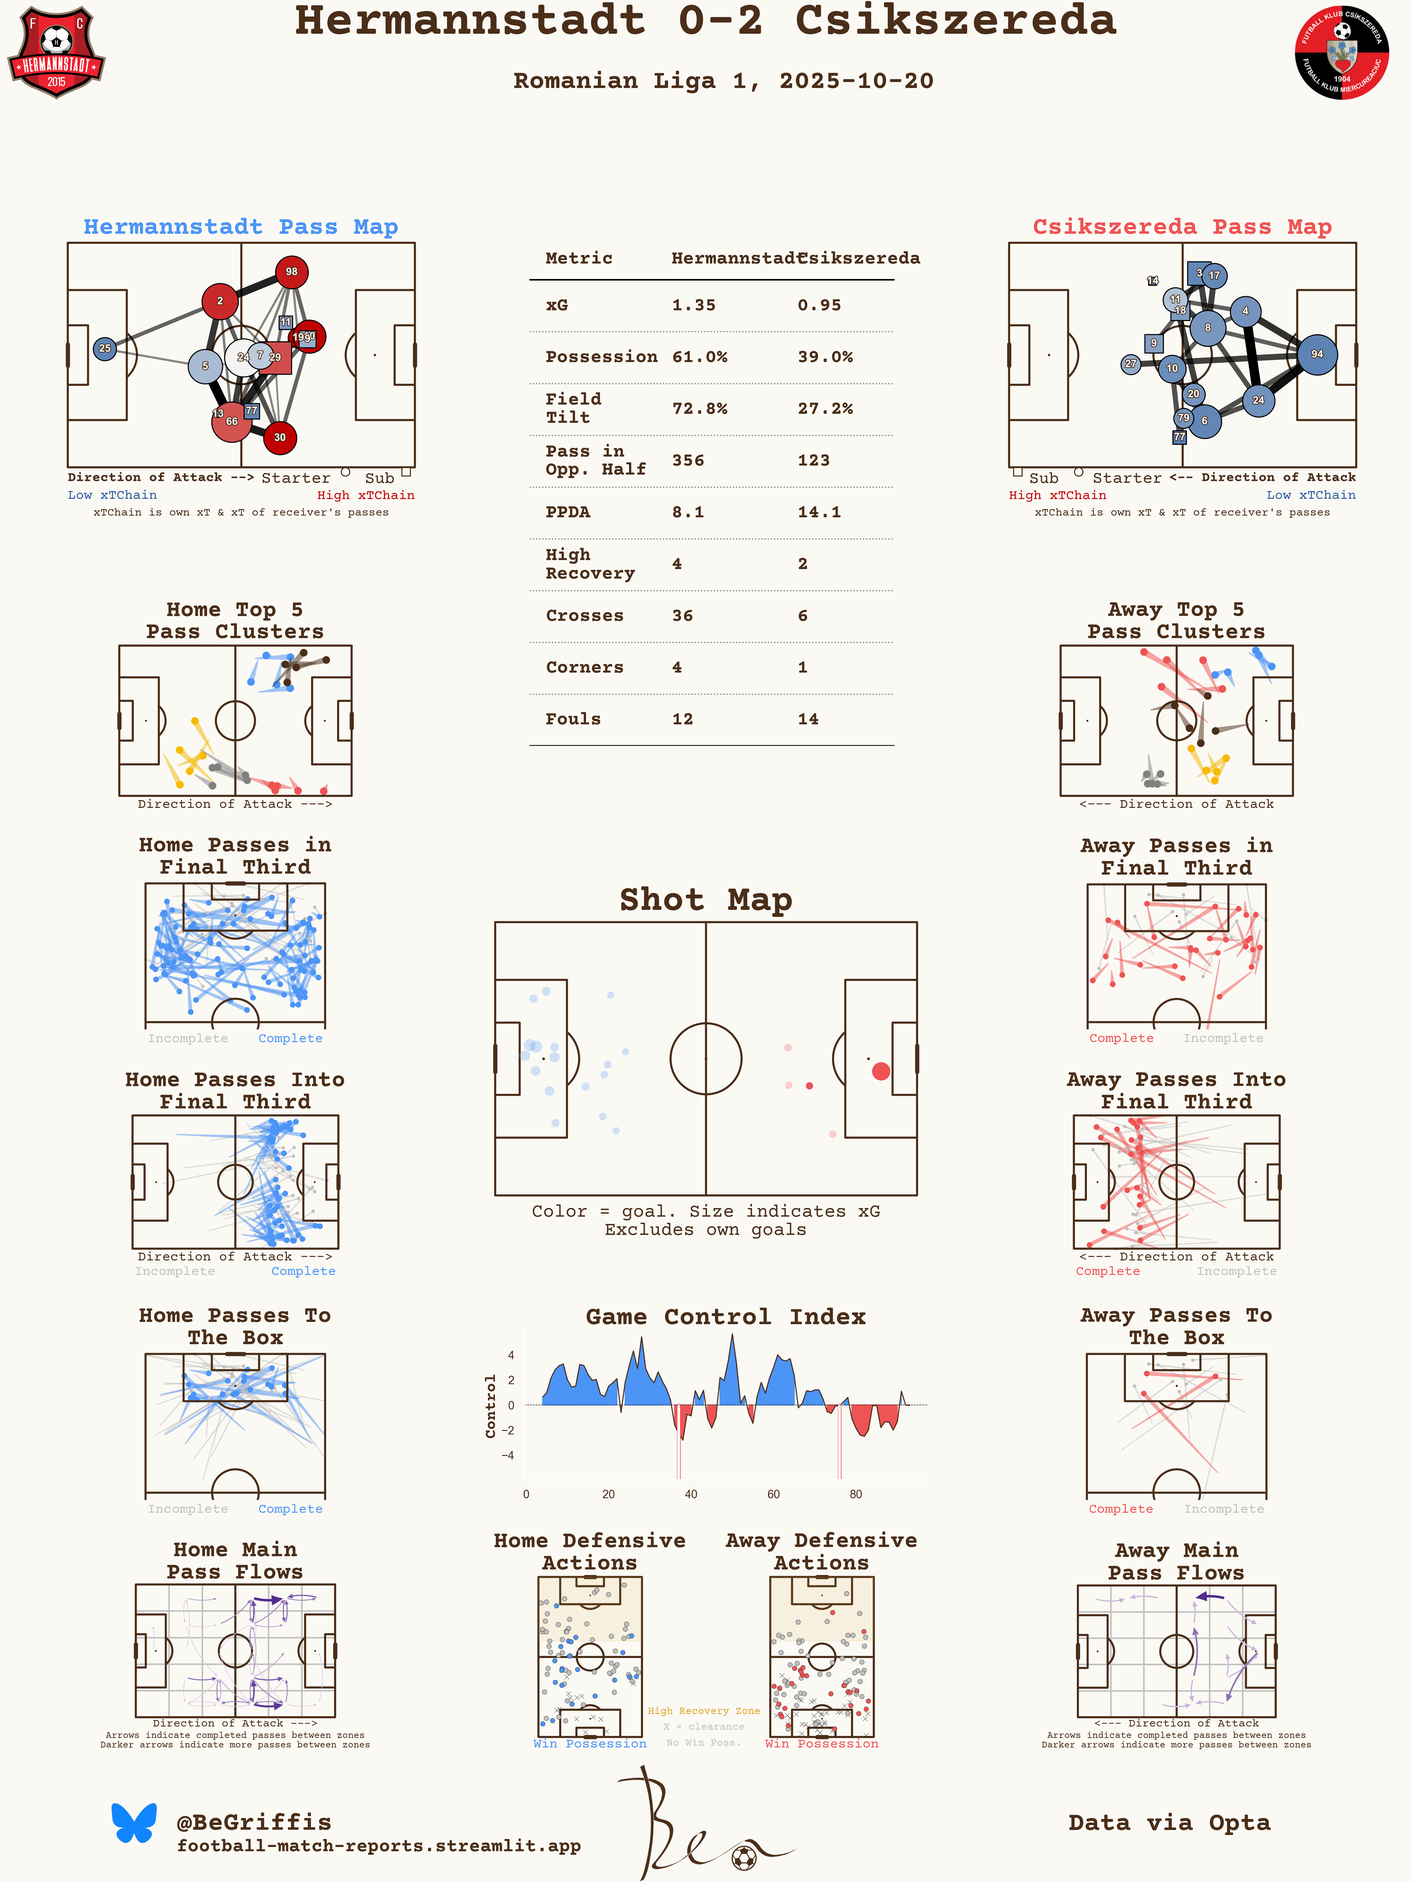 Hermannstadt 0-2 Csikszereda
Romanian Liga 1, 2025-10-20
F C
HERMANNSTADT
2015
FUTBALL KLUB CSÍKSZEREDA
1904
FUTBALL KLUB MIERCUREACIUC
Hermannstadt Pass Map
98
2
11
25
5
24
7
29
13
66
77
30
Direction of Attack --> Starter Sub
Low xTChain High xTChain
xTChain is own xT & xT of receiver's passes
Metric Hermannstadt Csikszereda
xG 1.35 0.95
Possession 61.0% 39.0%
Field
Tilt 72.8% 27.2%
Pass in
Opp. Half 356 123
PPDA 8.1 14.1
High
Recovery 4 2
Crosses 36 6
Corners 4 1
Fouls 12 14
Csikszereda Pass Map
14
3
17
11
18
4
8
9
27
10
94
20
24
79
6
77
Sub Starter <-- Direction of Attack
High xTChain Low xTChain
xTChain is own xT & xT of receiver's passes
Home Top 5
Pass Clusters
Direction of Attack --->
Away Top 5
Pass Clusters
<--- Direction of Attack
Home Passes in
Final Third
Incomplete Complete
Shot Map
Color = goal. Size indicates xG
Excludes own goals
Away Passes in
Final Third
Complete Incomplete
Home Passes Into
Final Third
Direction of Attack --->
Incomplete Complete
Away Passes Into
Final Third
<--- Direction of Attack
Complete Incomplete
Home Passes To
The Box
Incomplete Complete
Game Control Index
Control
4
2
0
−2
−4
0 20 40 60 80
Away Passes To
The Box
Complete Incomplete
Home Main
Pass Flows
Direction of Attack --->
Arrows indicate completed passes between zones
Darker arrows indicate more passes between zones
Home Defensive
Actions
Win Possession
Away Defensive
Actions
Win Possession
High Recovery Zone
X = clearance
No Win Poss.
Away Main
Pass Flows
<--- Direction of Attack
Arrows indicate completed passes between zones
Darker arrows indicate more passes between zones
@BeGriffis
football-match-reports.streamlit.app
Ben
Data via Opta